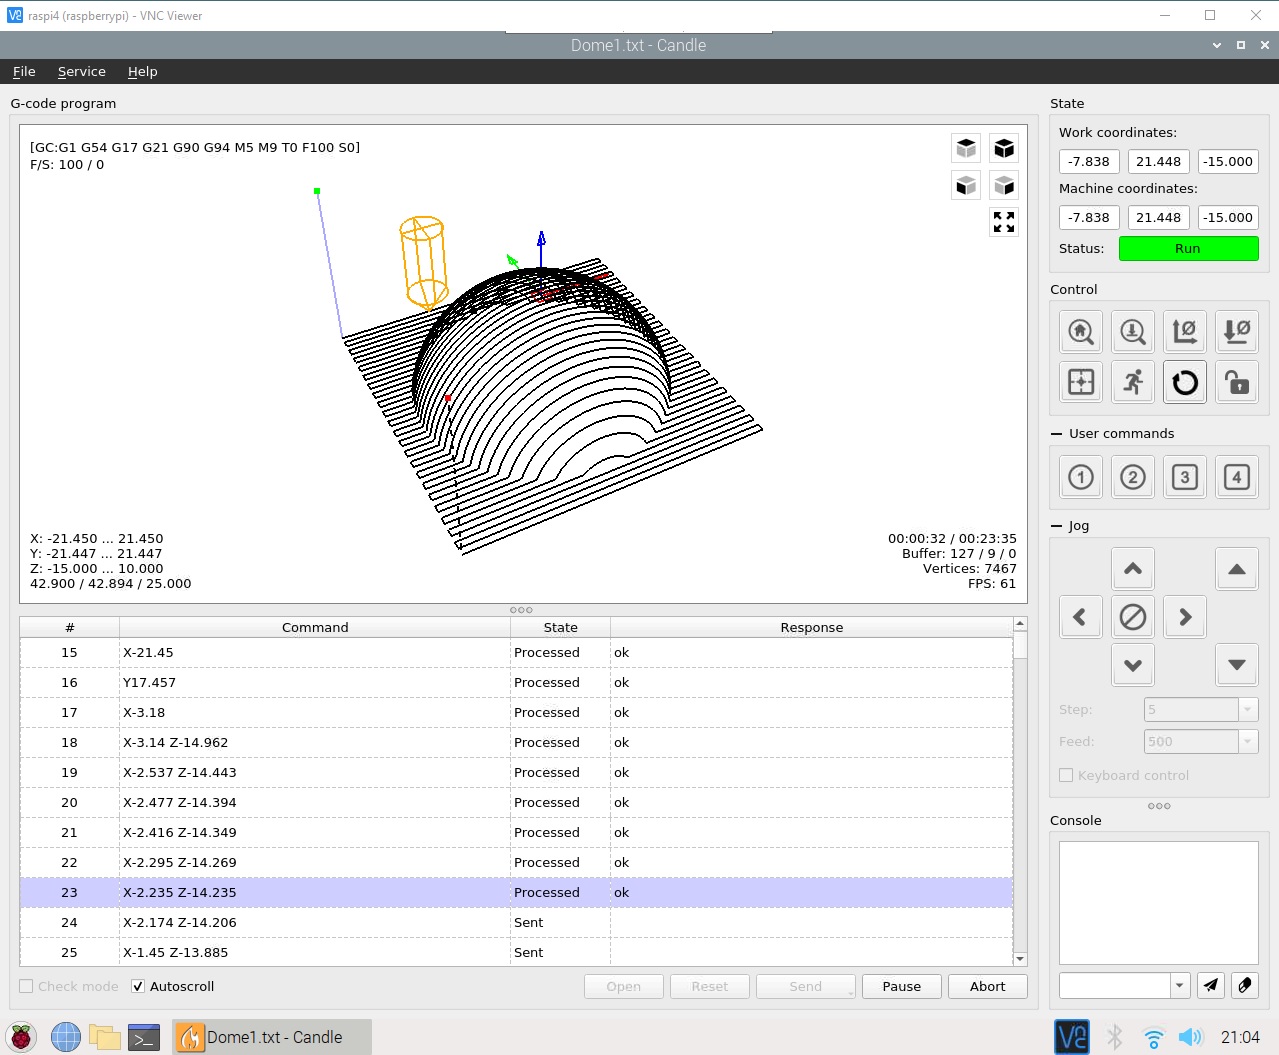 raspi4 (raspberrypi) - VNC Viewer
Dome1.txt - Candle
File Service Help
G-code program
[GC:G1 G54 G17 G21 G90 G94 M5 M9 T0 F100 S0]
F/S: 100 / 0
X: -21.450 ... 21.450
Y: -21.447 ... 21.447
Z: -15.000 ... 10.000
42.900 / 42.894 / 25.000
00:00:32 / 00:23:35
Buffer: 127 / 9 / 0
Vertices: 7467
FPS: 61
# Command State Response
15 X-21.45 Processed ok
16 Y17.457 Processed ok
17 X-3.18 Processed ok
18 X-3.14 Z-14.962 Processed ok
19 X-2.537 Z-14.443 Processed ok
20 X-2.477 Z-14.394 Processed ok
21 X-2.416 Z-14.349 Processed ok
22 X-2.295 Z-14.269 Processed ok
23 X-2.235 Z-14.235 Processed ok
24 X-2.174 Z-14.206 Sent
25 X-1.45 Z-13.885 Sent
Check mode Autoscroll Open Reset Send Pause Abort
State
Work coordinates:
-7.838 21.448 -15.000
Machine coordinates:
-7.838 21.448 -15.000
Status: Run
Control
User commands
1 2 3 4
Jog
Step: 5
Feed: 500
Keyboard control
Console
Dome1.txt - Candle
21:04